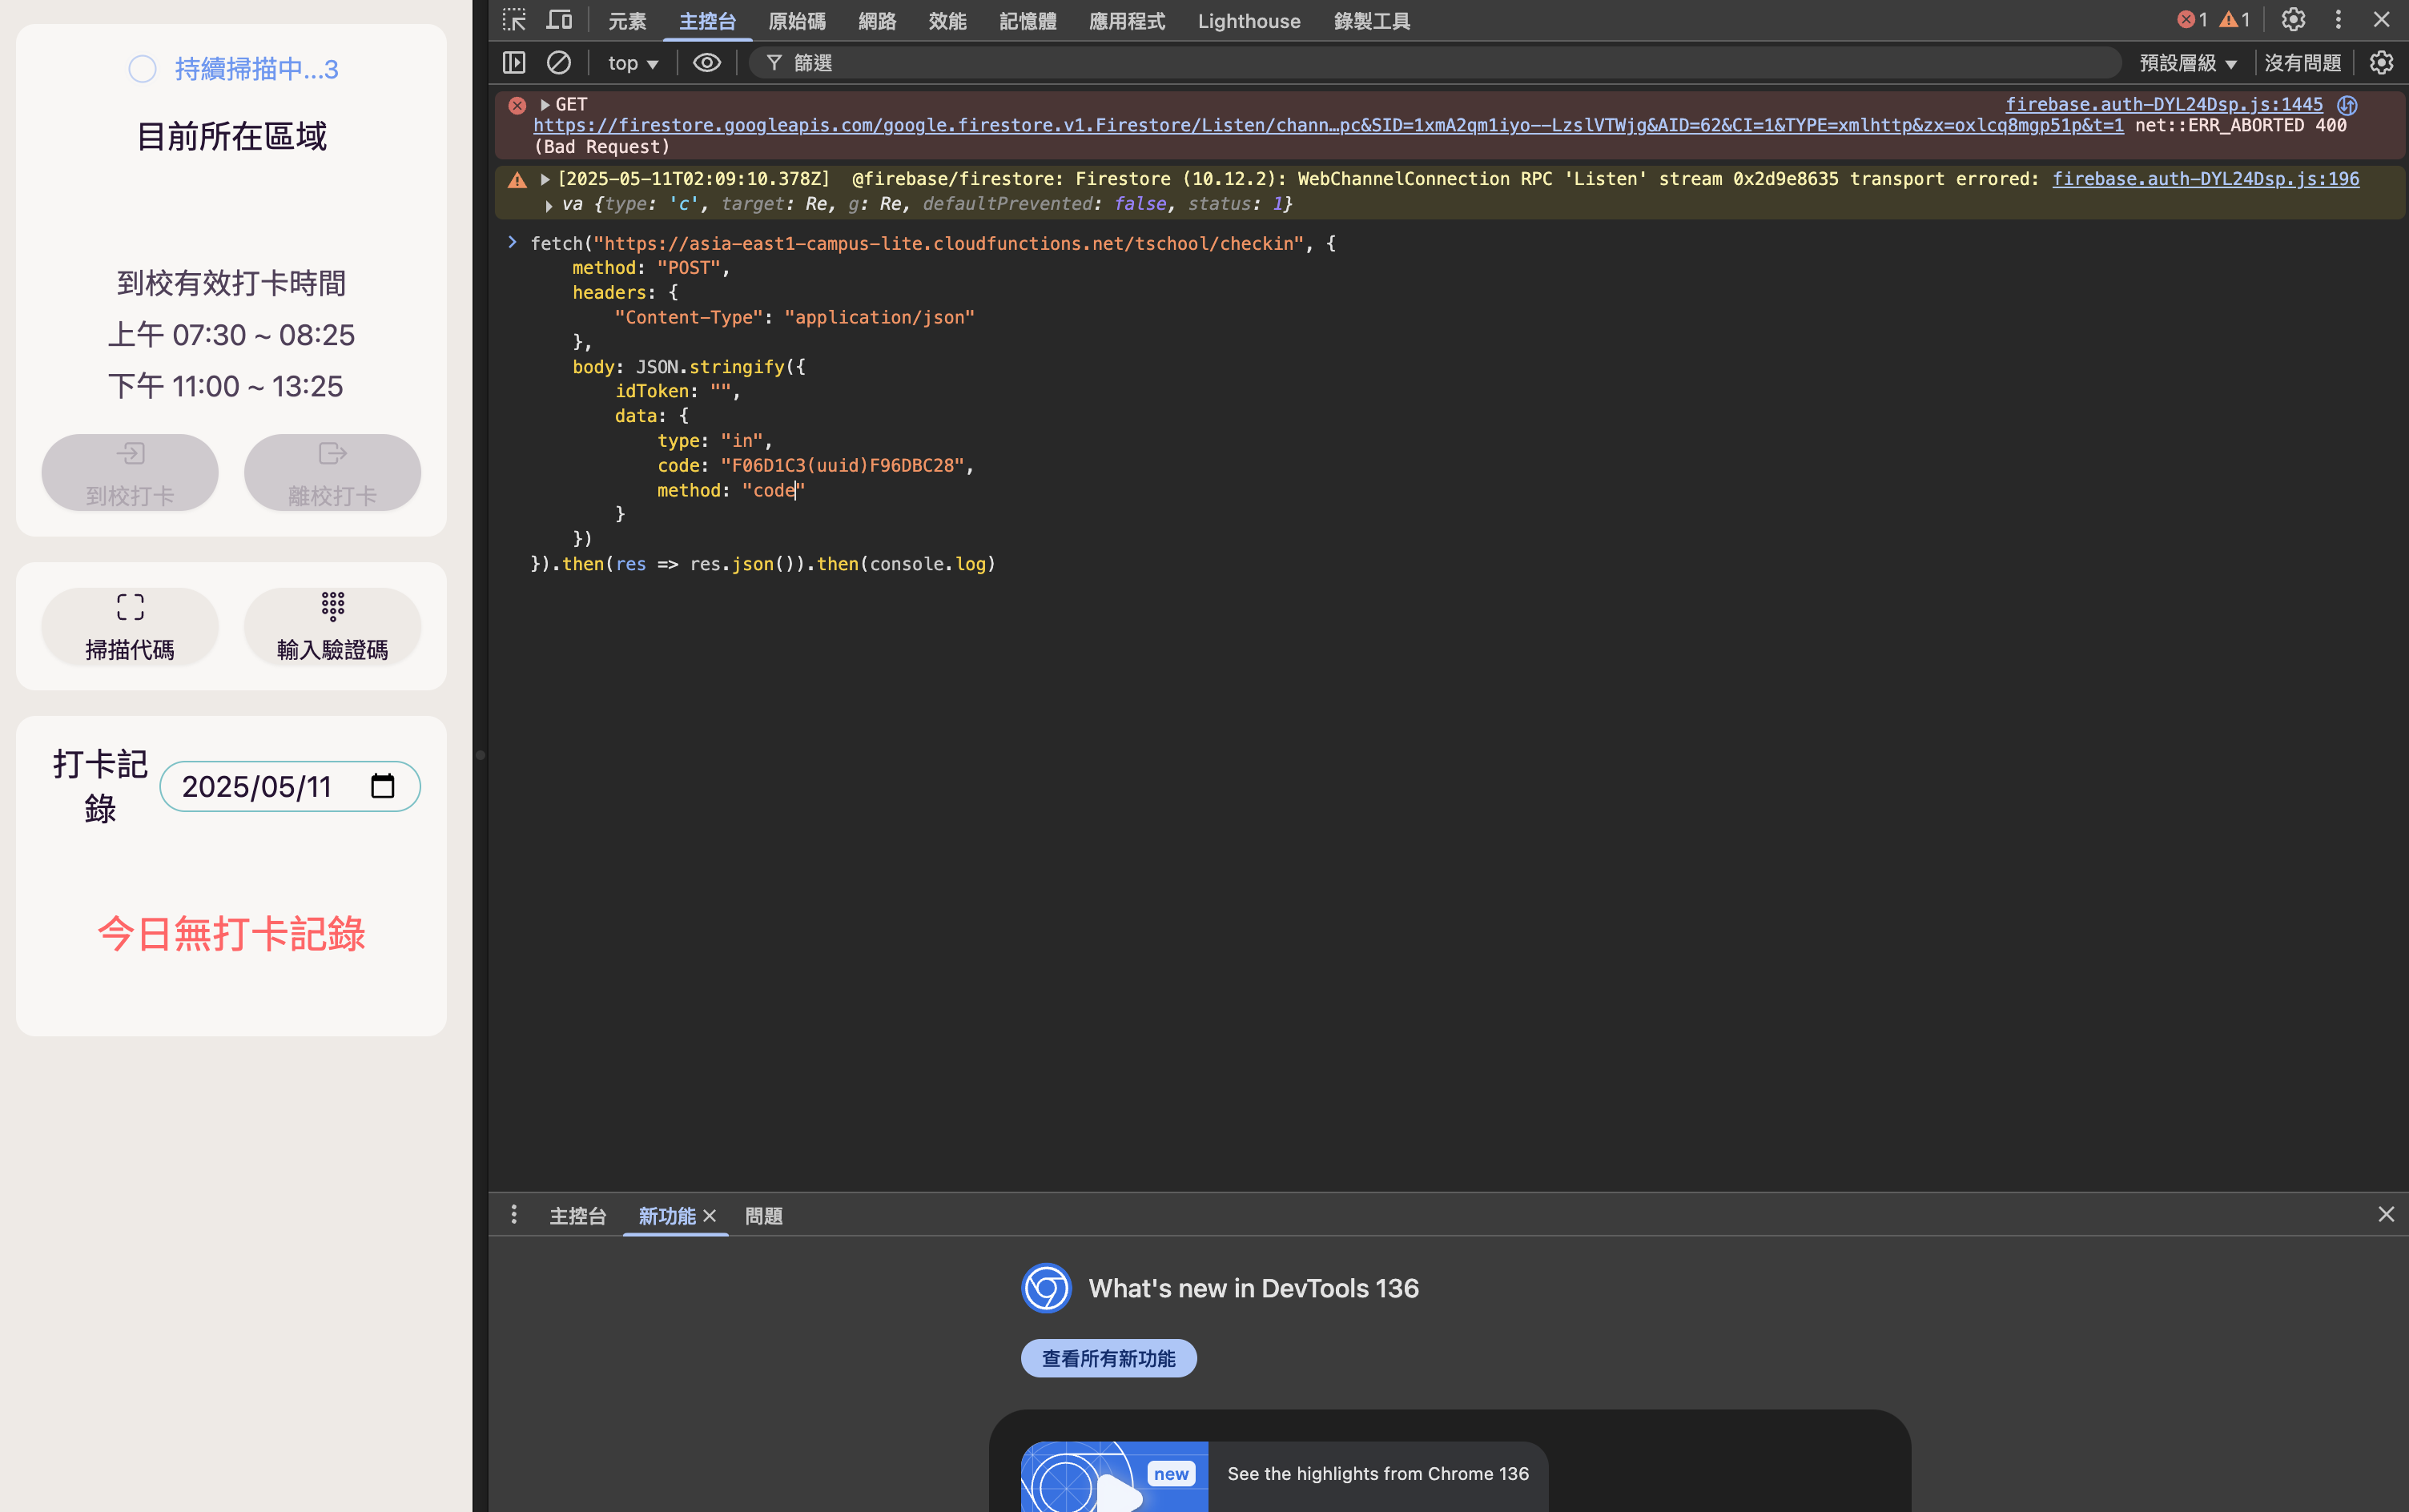 持續掃描中...3
目前所在區域
到校有效打卡時間
上午 07:30 ~ 08:25
下午 11:00 ~ 13:25
到校打卡
離校打卡
掃描代碼
輸入驗證碼
打卡記
錄
2025/05/11
今日無打卡記錄
元素 主控台 原始碼 網路 效能 記憶體 應用程式 Lighthouse 錄製工具 1 1
top 篩選 預設層級 沒有問題
GET firebase.auth-DYL24Dsp.js:1445
https://firestore.googleapis.com/google.firestore.v1.Firestore/Listen/chann…pc&SID=1xmA2qm1iyo--LzslVTWjg&AID=62&CI=1&TYPE=xmlhttp&zx=oxlcq8mgp51p&t=1 net::ERR_ABORTED 400
(Bad Request)
[2025-05-11T02:09:10.378Z]  @firebase/firestore: Firestore (10.12.2): WebChannelConnection RPC 'Listen' stream 0x2d9e8635 transport errored: firebase.auth-DYL24Dsp.js:196
va {type: 'c', target: Re, g: Re, defaultPrevented: false, status: 1}
fetch("https://asia-east1-campus-lite.cloudfunctions.net/tschool/checkin", {
method: "POST",
headers: {
"Content-Type": "application/json"
},
body: JSON.stringify({
idToken: "",
data: {
type: "in",
code: "F06D1C3(uuid)F96DBC28",
method: "code"
}
})
}).then(res => res.json()).then(console.log)
主控台 新功能 問題
What's new in DevTools 136
查看所有新功能
new
See the highlights from Chrome 136